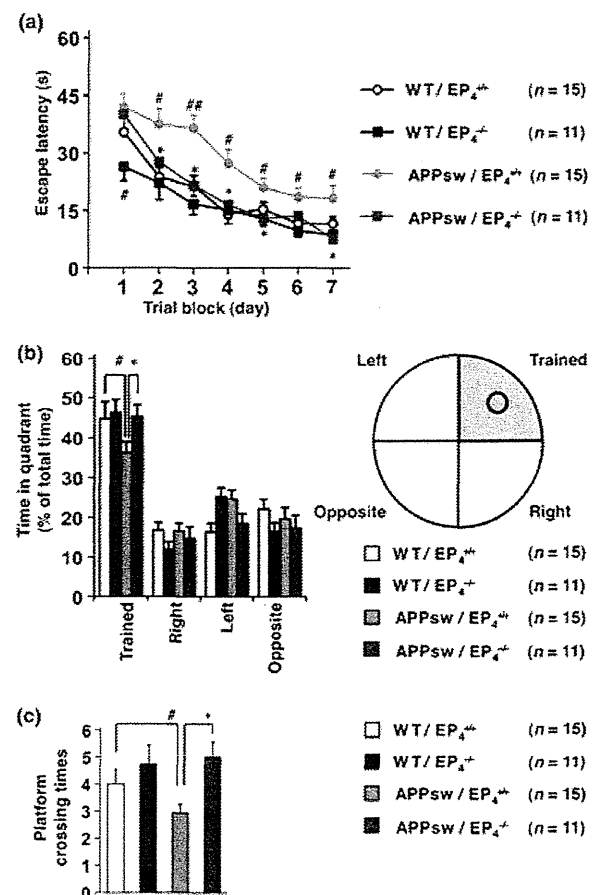 (a)
60
45
30
15
0
Escape latency (s)
# ## # # # #
* * * * *
#
1 2 3 4 5 6 7
Trial block (day)
WT / EP4+/+ (n = 15)
WT / EP4-/- (n = 11)
APPsw / EP4+/+ (n = 15)
APPsw / EP4-/- (n = 11)
(b)
60
50
40
30
20
10
0
Time in quadrant
(% of total time)
# *
Trained
Right
Left
Opposite
Left Trained
Opposite Right
WT / EP4+/+ (n = 15)
WT / EP4-/- (n = 11)
APPsw / EP4+/+ (n = 15)
APPsw / EP4-/- (n = 11)
(c)
6
5
4
3
2
1
0
Platform
crossing times
# *
WT / EP4+/+ (n = 15)
WT / EP4-/- (n = 11)
APPsw / EP4+/+ (n = 15)
APPsw / EP4-/- (n = 11)